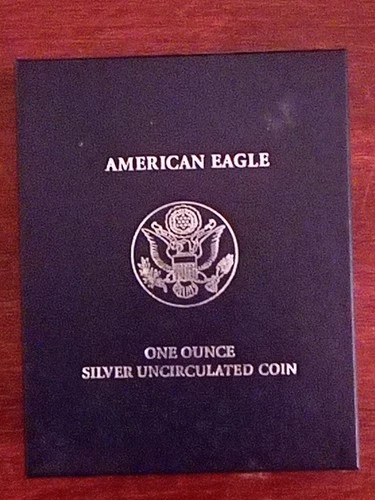 AMERICAN EAGLE
ONE OUNCE
SILVER UNCIRCULATED COIN